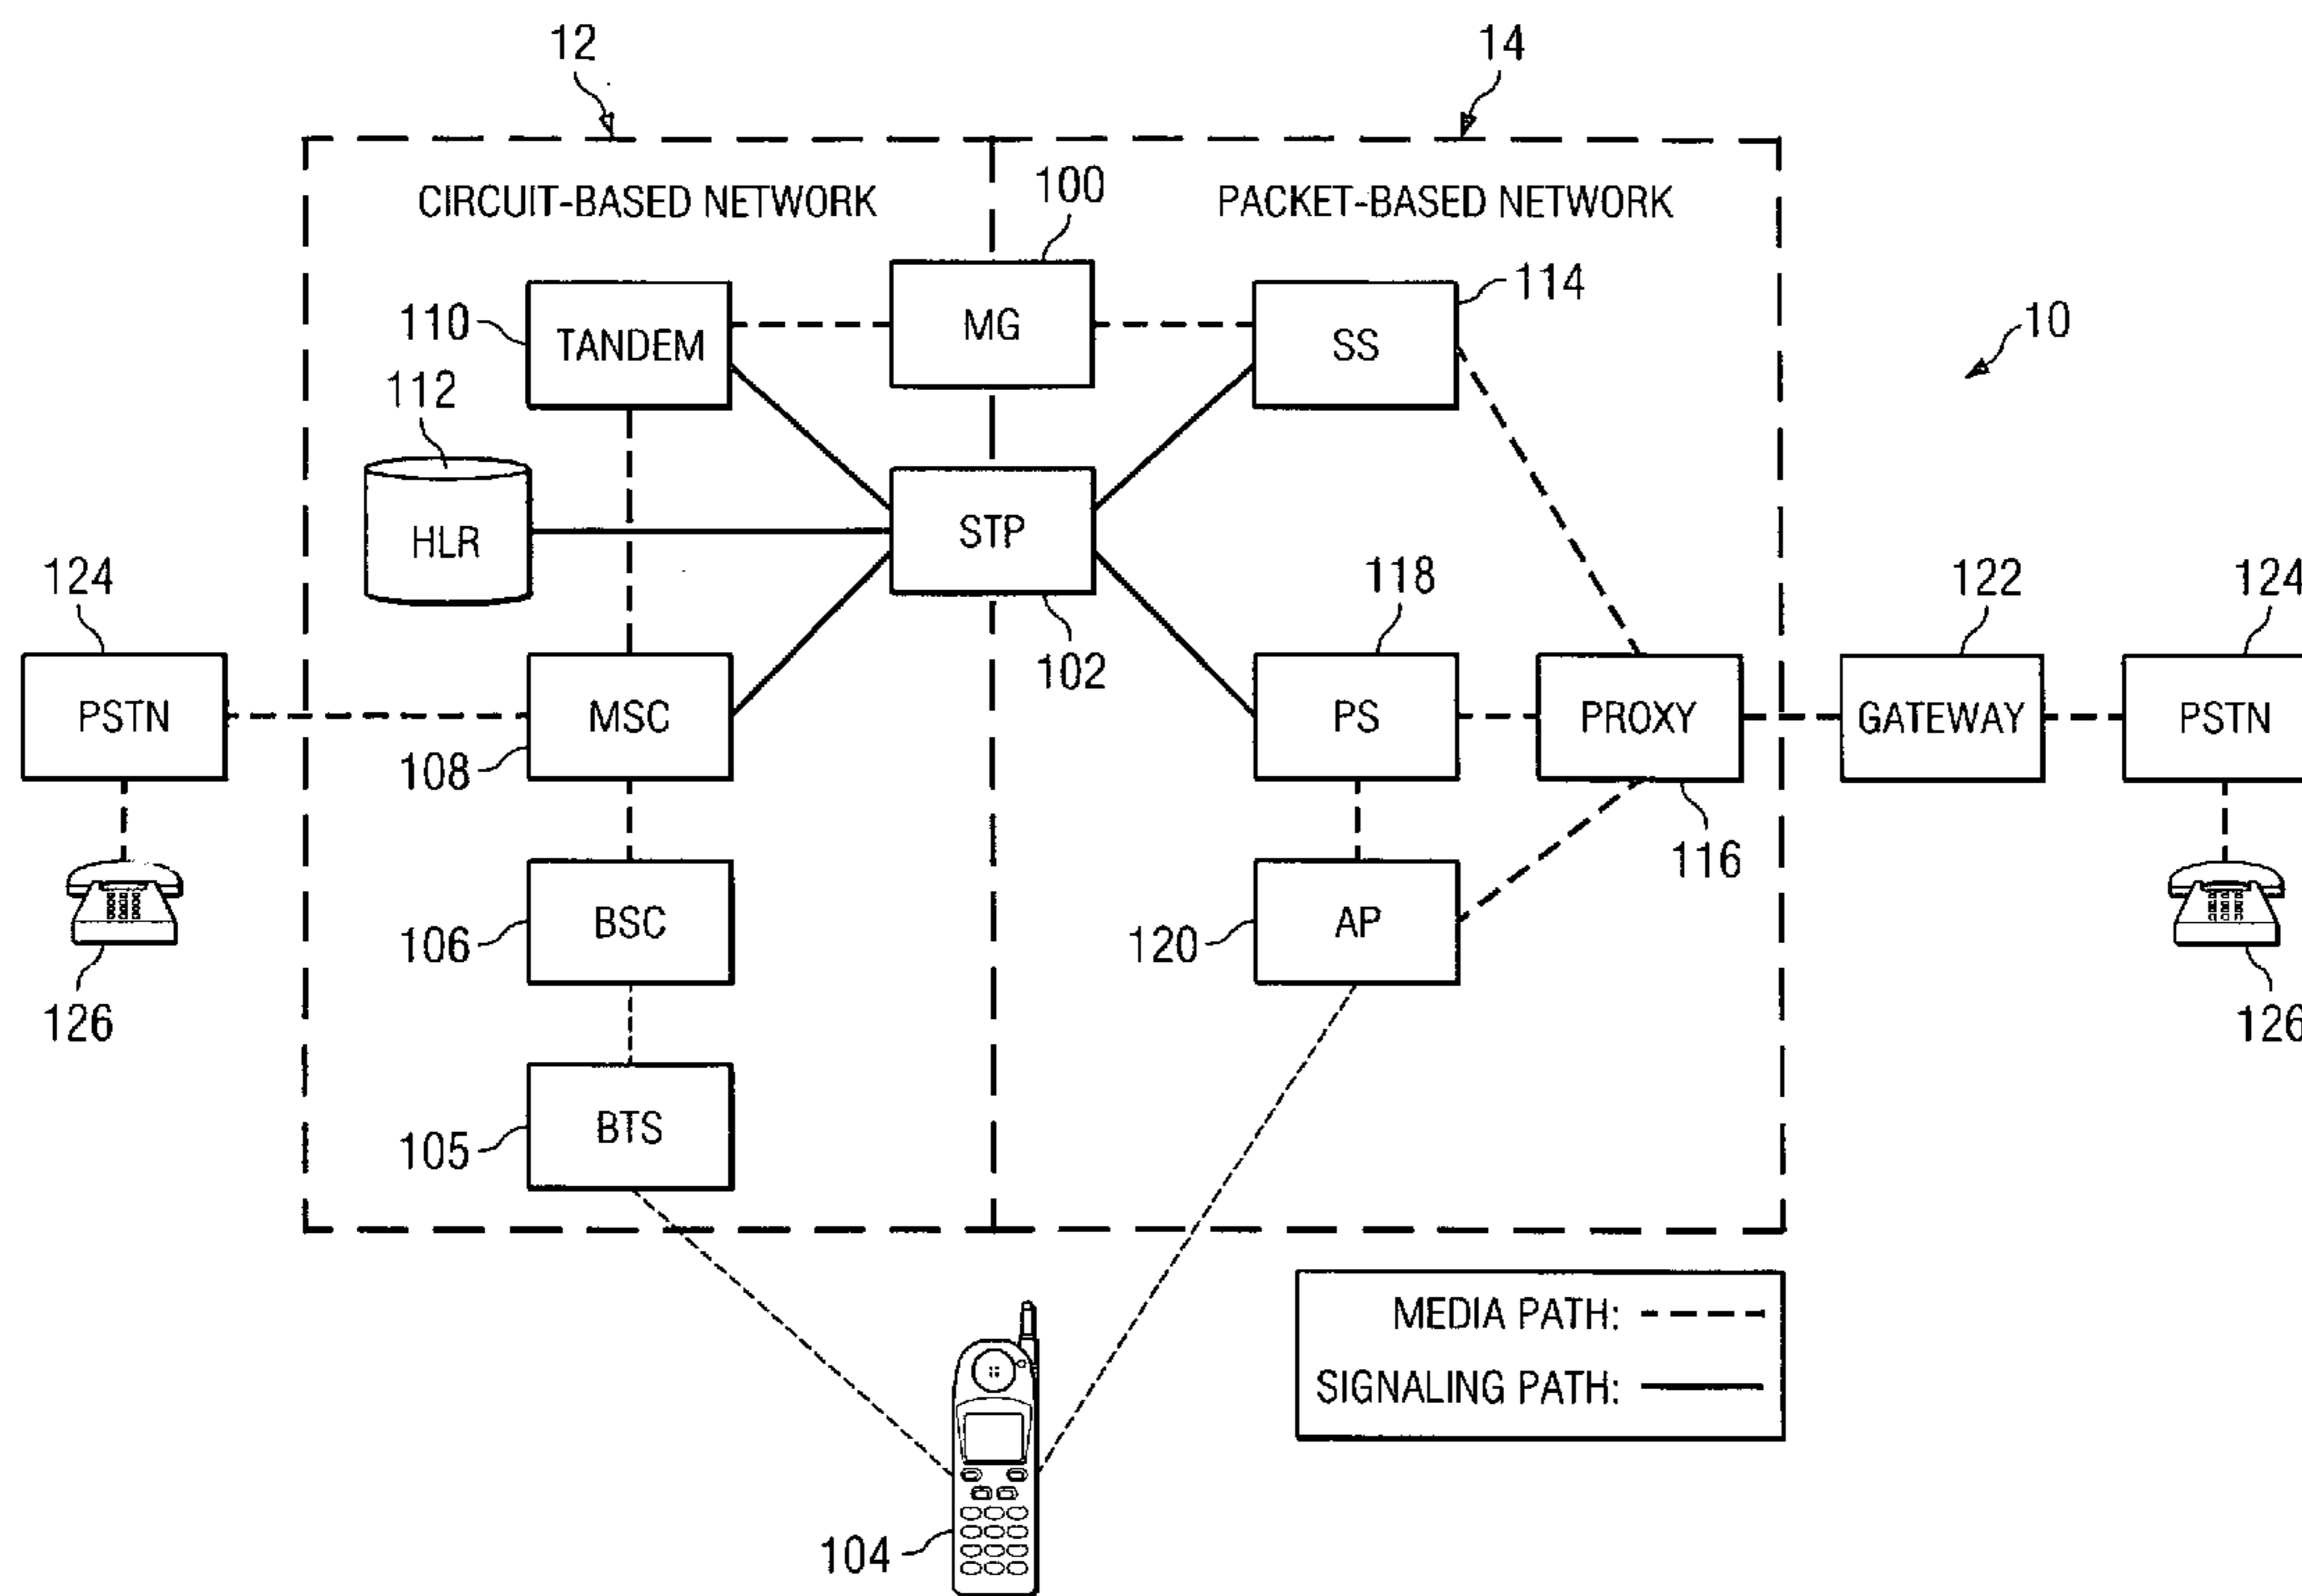 12
14
CIRCUIT-BASED NETWORK
100
PACKET-BASED NETWORK
110
TANDEM
MG
SS
114
10
112
HLR
STP
124
118
122
124
PSTN
MSC
102
PS
PROXY
GATEWAY
PSTN
108
116
106
BSC
120
AP
126
126
105
BTS
MEDIA PATH:
SIGNALING PATH:
104